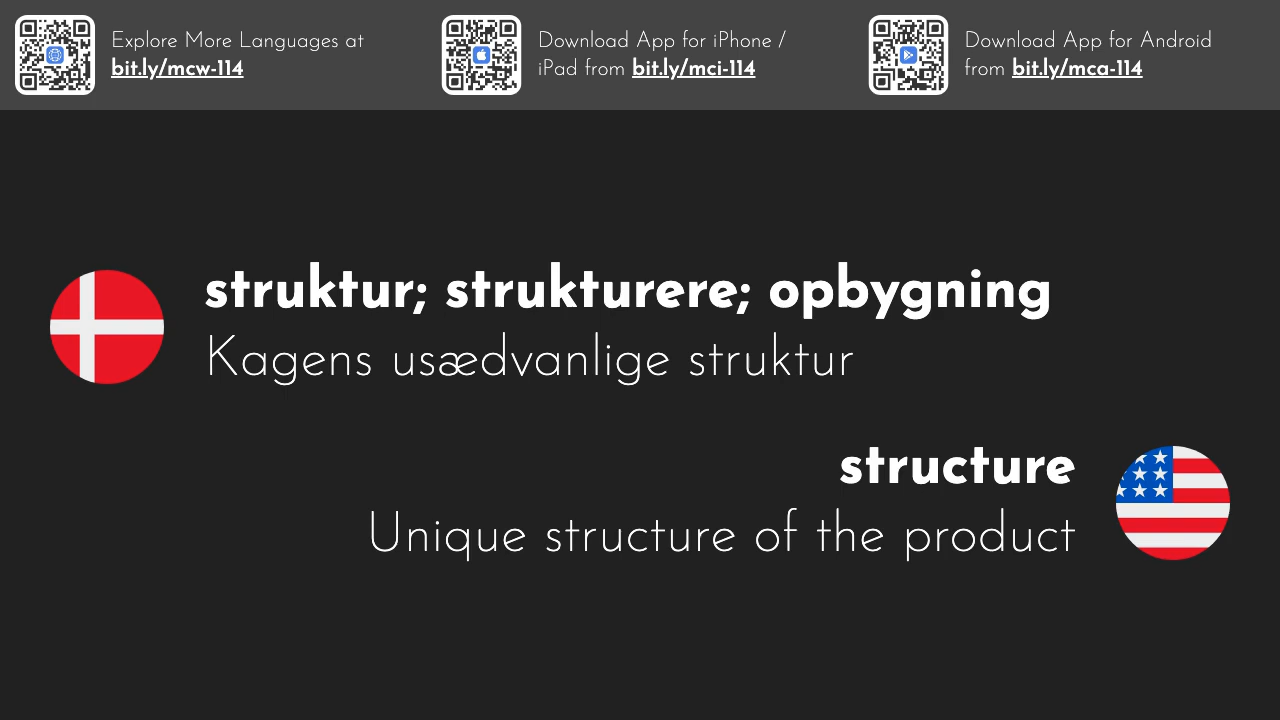 Explore More Languages at
bit.ly/mcw-114
Download App for iPhone /
iPad from bit.ly/mci-114
Download App for Android
from bit.ly/mca-114
struktur; strukturere; opbygning
Kagens usædvanlige struktur
structure
Unique structure of the product